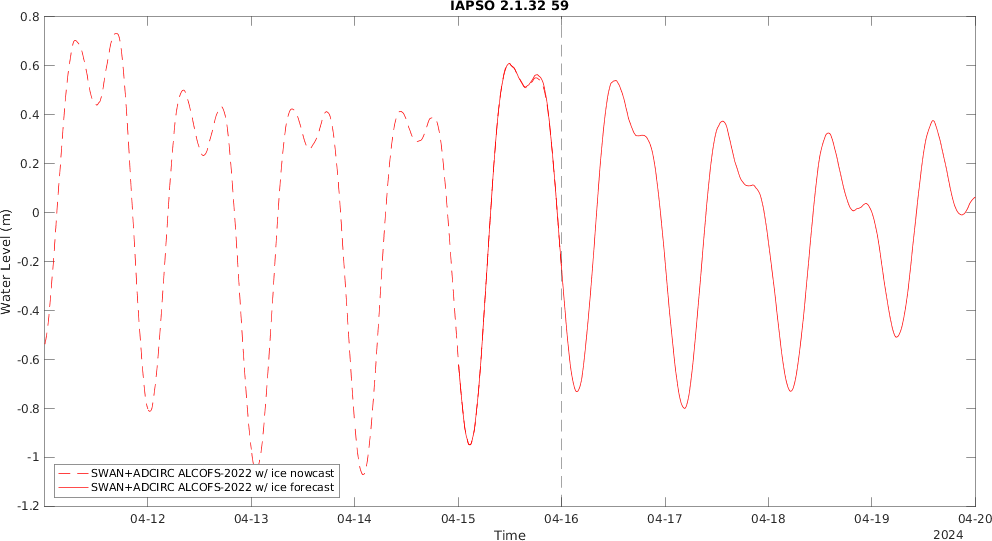 IAPSO 2.1.32 59
0.8
0.6
0.4
0.2
0
-0.2
-0.4
-0.6
-0.8
-1
-1.2
Water Level (m)
SWAN+ADCIRC ALCOFS-2022 w/ ice nowcast
SWAN+ADCIRC ALCOFS-2022 w/ ice forecast
04-12 04-13 04-14 04-15 04-16 04-17 04-18 04-19 04-20
Time
2024